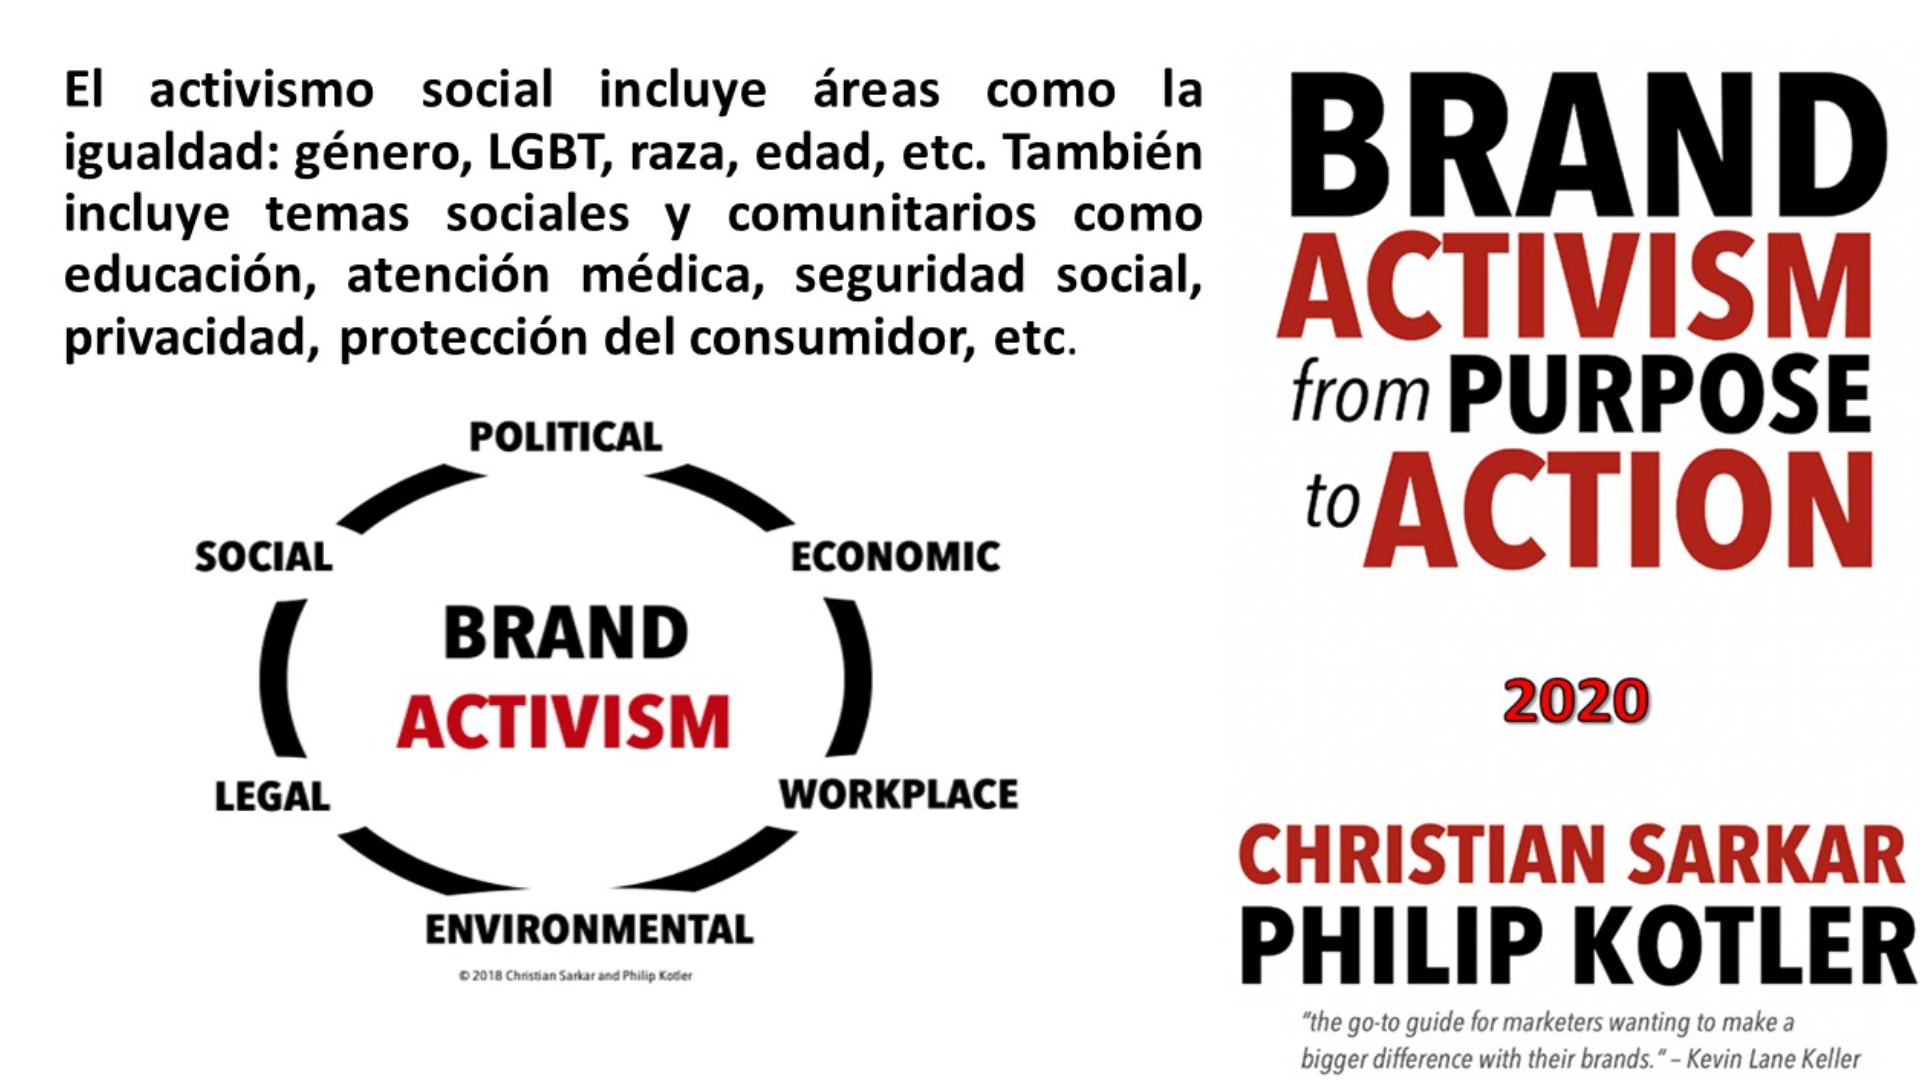 El activismo social incluye áreas como la
igualdad: género, LGBT, raza, edad, etc. También
incluye temas sociales y comunitarios como
educación, atención médica, seguridad social,
privacidad, protección del consumidor, etc.
POLITICAL
SOCIAL
ECONOMIC
BRAND
ACTIVISM
LEGAL
WORKPLACE
ENVIRONMENTAL
© 2018 Christian Sarkar and Philip Kotler
BRAND
ACTIVISM
from PURPOSE
to ACTION
2020
CHRISTIAN SARKAR
PHILIP KOTLER
"the go-to guide for marketers wanting to make a
bigger difference with their brands." – Kevin Lane Keller